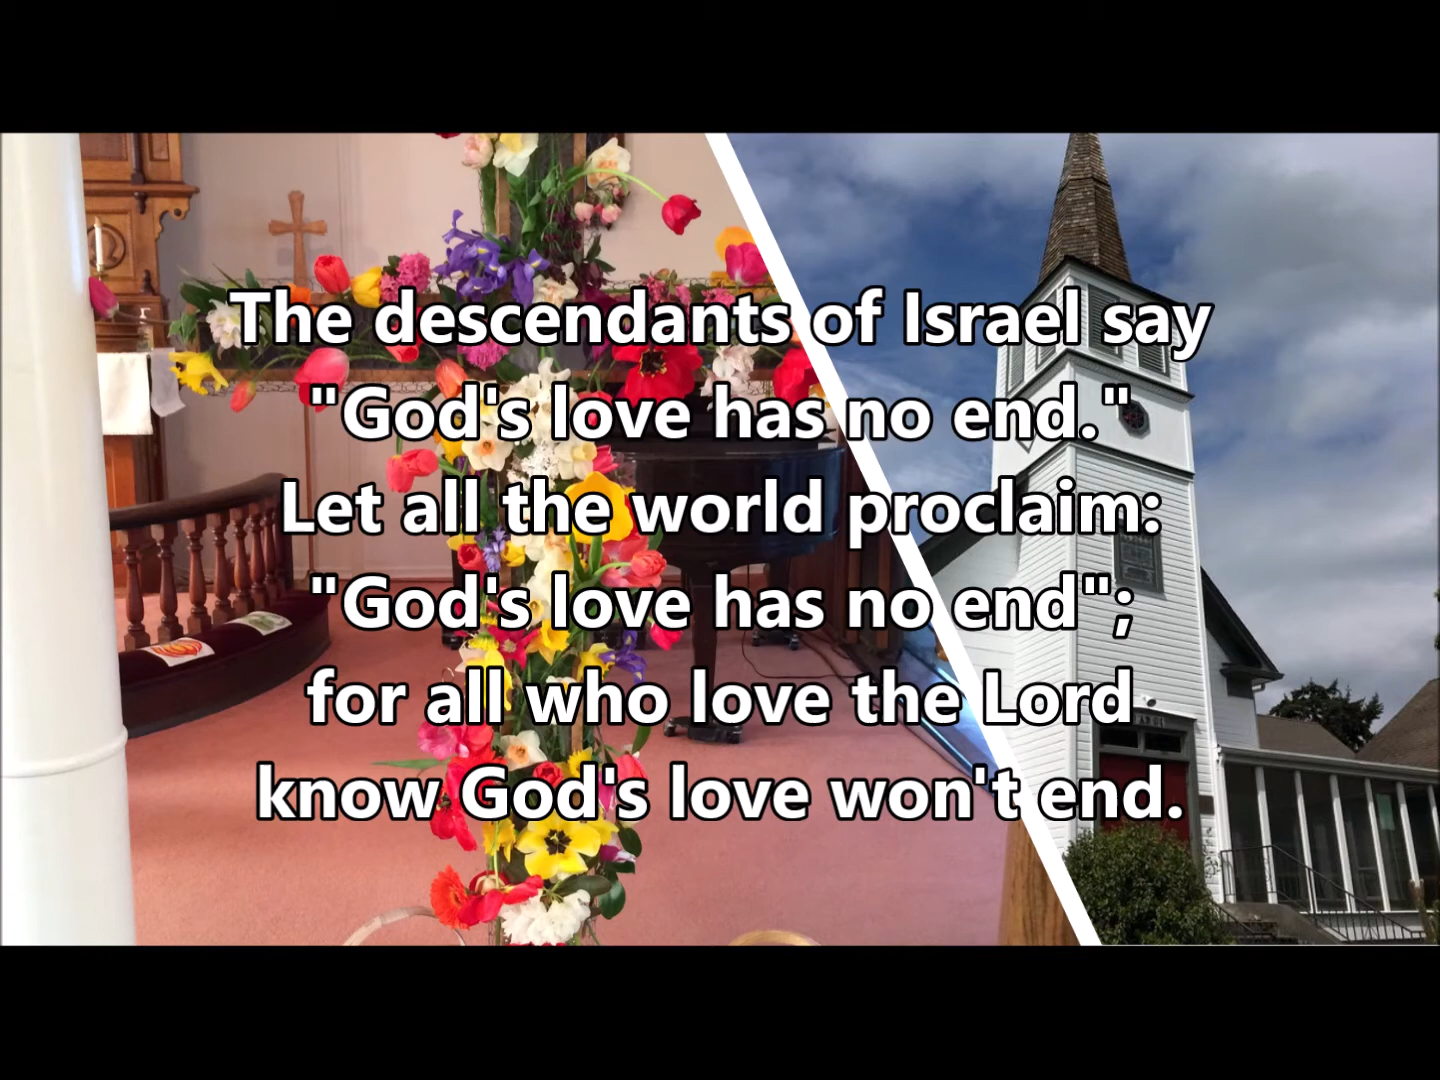 The descendants of Israel say
"God's love has no end."
Let all the world proclaim:
"God's love has no end";
for all who love the Lord
know God's love won't end.